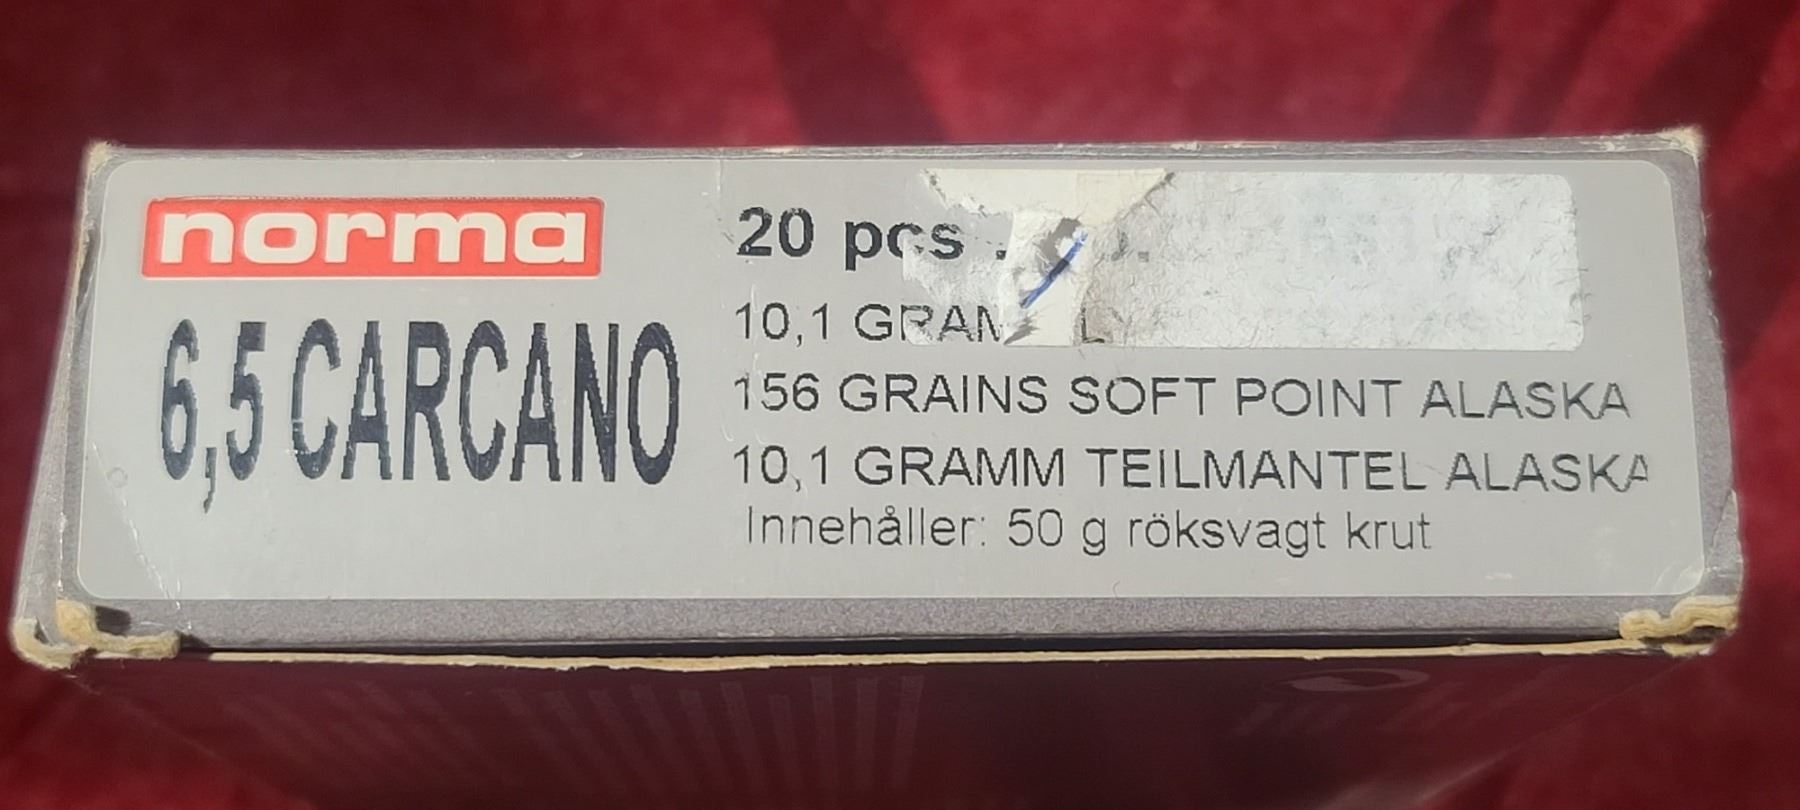 norma
6,5 CARCANO
20 pcs
10,1 GRAM
156 GRAINS SOFT POINT ALASKA
10,1 GRAMM TEILMANTEL ALASKA
Innehåller: 50 g röksvagt krut